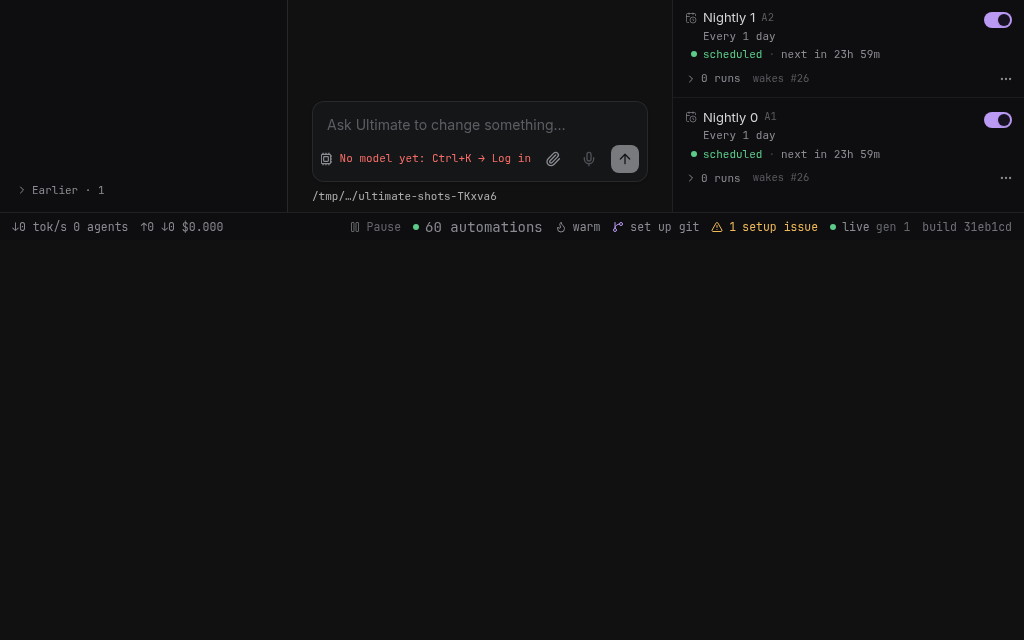 Earlier · 1
Ask Ultimate to change something...
No model yet: Ctrl+K → Log in
/tmp/…/ultimate-shots-TKxva6
Nightly 1 A2
Every 1 day
scheduled · next in 23h 59m
0 runs wakes #26
Nightly 0 A1
Every 1 day
scheduled · next in 23h 59m
0 runs wakes #26
↓0 tok/s 0 agents ↑0 ↓0 $0.000 Pause 60 automations warm set up git 1 setup issue live gen 1 build 31eb1cd